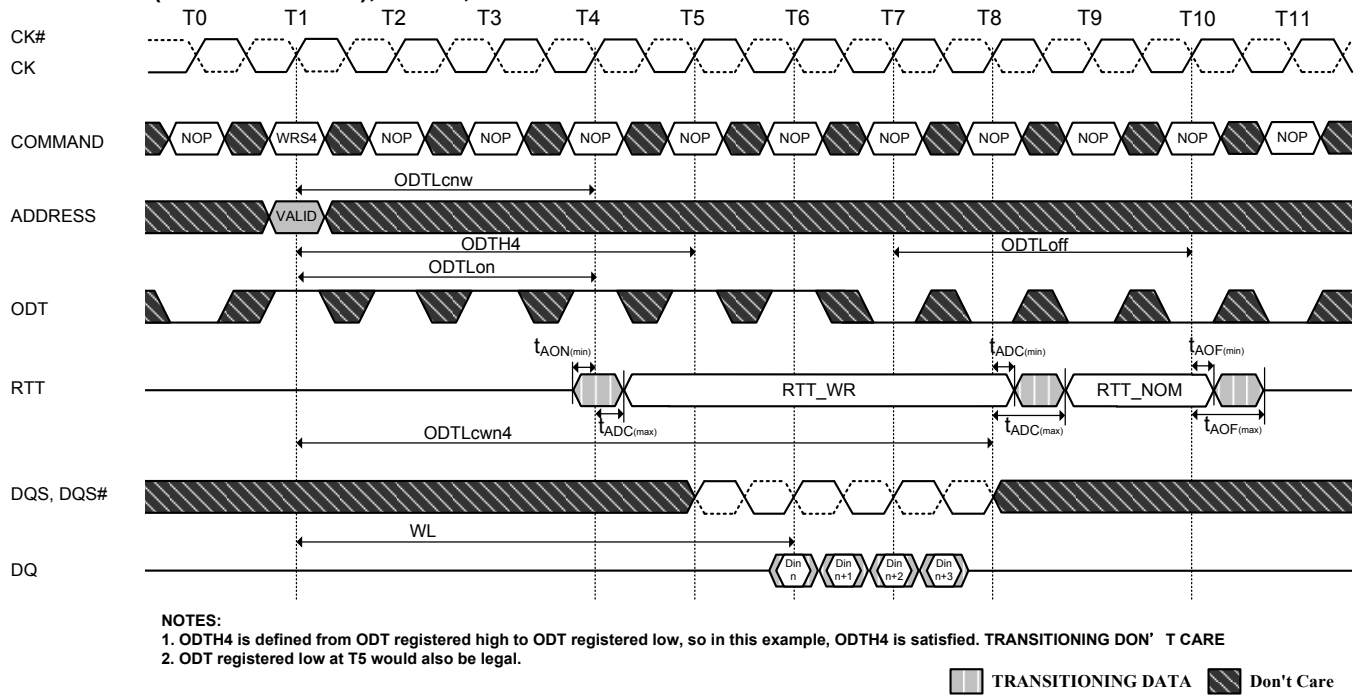 T0 T1 T2 T3 T4 T5 T6 T7 T8 T9 T10 T11
CK#
CK
COMMAND NOP WRS4 NOP NOP NOP NOP NOP NOP NOP NOP NOP NOP
ODTLcnw
ADDRESS VALID
ODTH4 ODTLoff
ODTLon
ODT
tAON(min) tADC(min) tAOF(min)
RTT RTT_WR RTT_NOM
tADC(max) tADC(max) tAOF(max)
ODTLcwn4
DQS, DQS#
WL
DQ Din n Din n+1 Din n+2 Din n+3
NOTES:
1. ODTH4 is defined from ODT registered high to ODT registered low, so in this example, ODTH4 is satisfied. TRANSITIONING DON’ T CARE
2. ODT registered low at T5 would also be legal.
TRANSITIONING DATA Don't Care